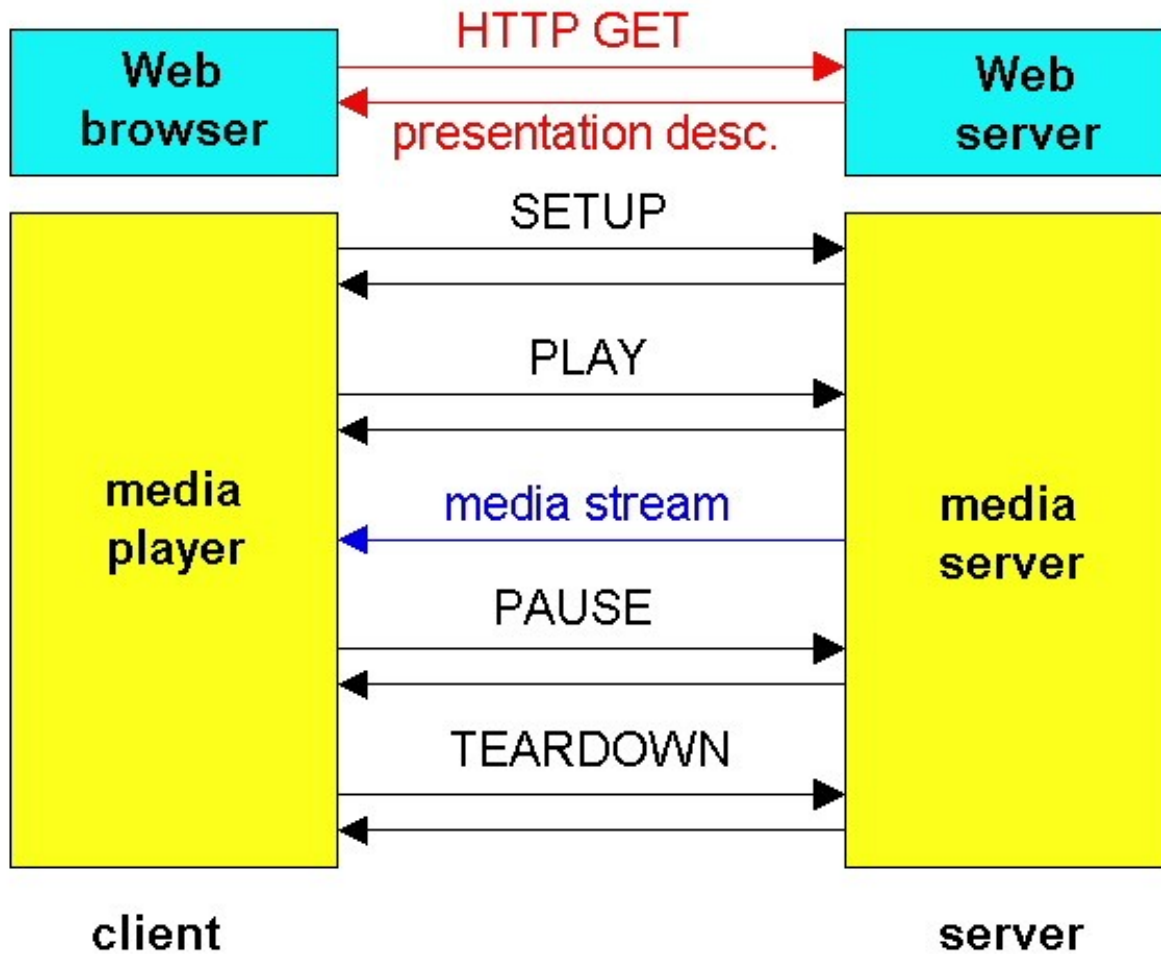 HTTP GET
Web
browser
Web
server
presentation desc.
SETUP
PLAY
media
player
media stream
media
server
PAUSE
TEARDOWN
client
server